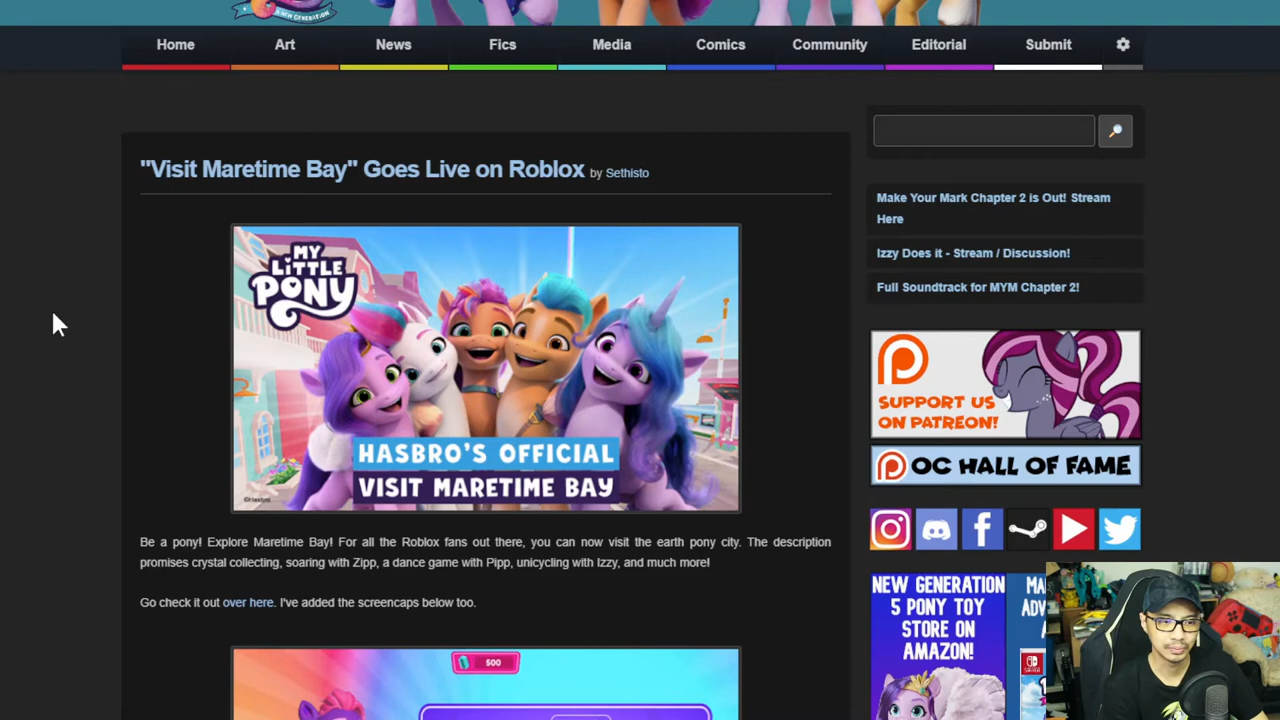 A NEW GENERATION
Home Art News Fics Media Comics Community Editorial Submit
"Visit Maretime Bay" Goes Live on Roblox by Sethisto
MY
LITTLE
PONY
HASBRO'S OFFICIAL
VISIT MARETIME BAY
©Hasbro
Be a pony! Explore Maretime Bay! For all the Roblox fans out there, you can now visit the earth pony city. The description
promises crystal collecting, soaring with Zipp, a dance game with Pipp, unicycling with Izzy, and much more!
Go check it out over here. I've added the screencaps below too.
500
Make Your Mark Chapter 2 is Out! Stream
Here
Izzy Does it - Stream / Discussion!
Full Soundtrack for MYM Chapter 2!
SUPPORT US
ON PATREON!
OC HALL OF FAME
NEW GENERATION
5 PONY TOY
STORE ON
AMAZON!